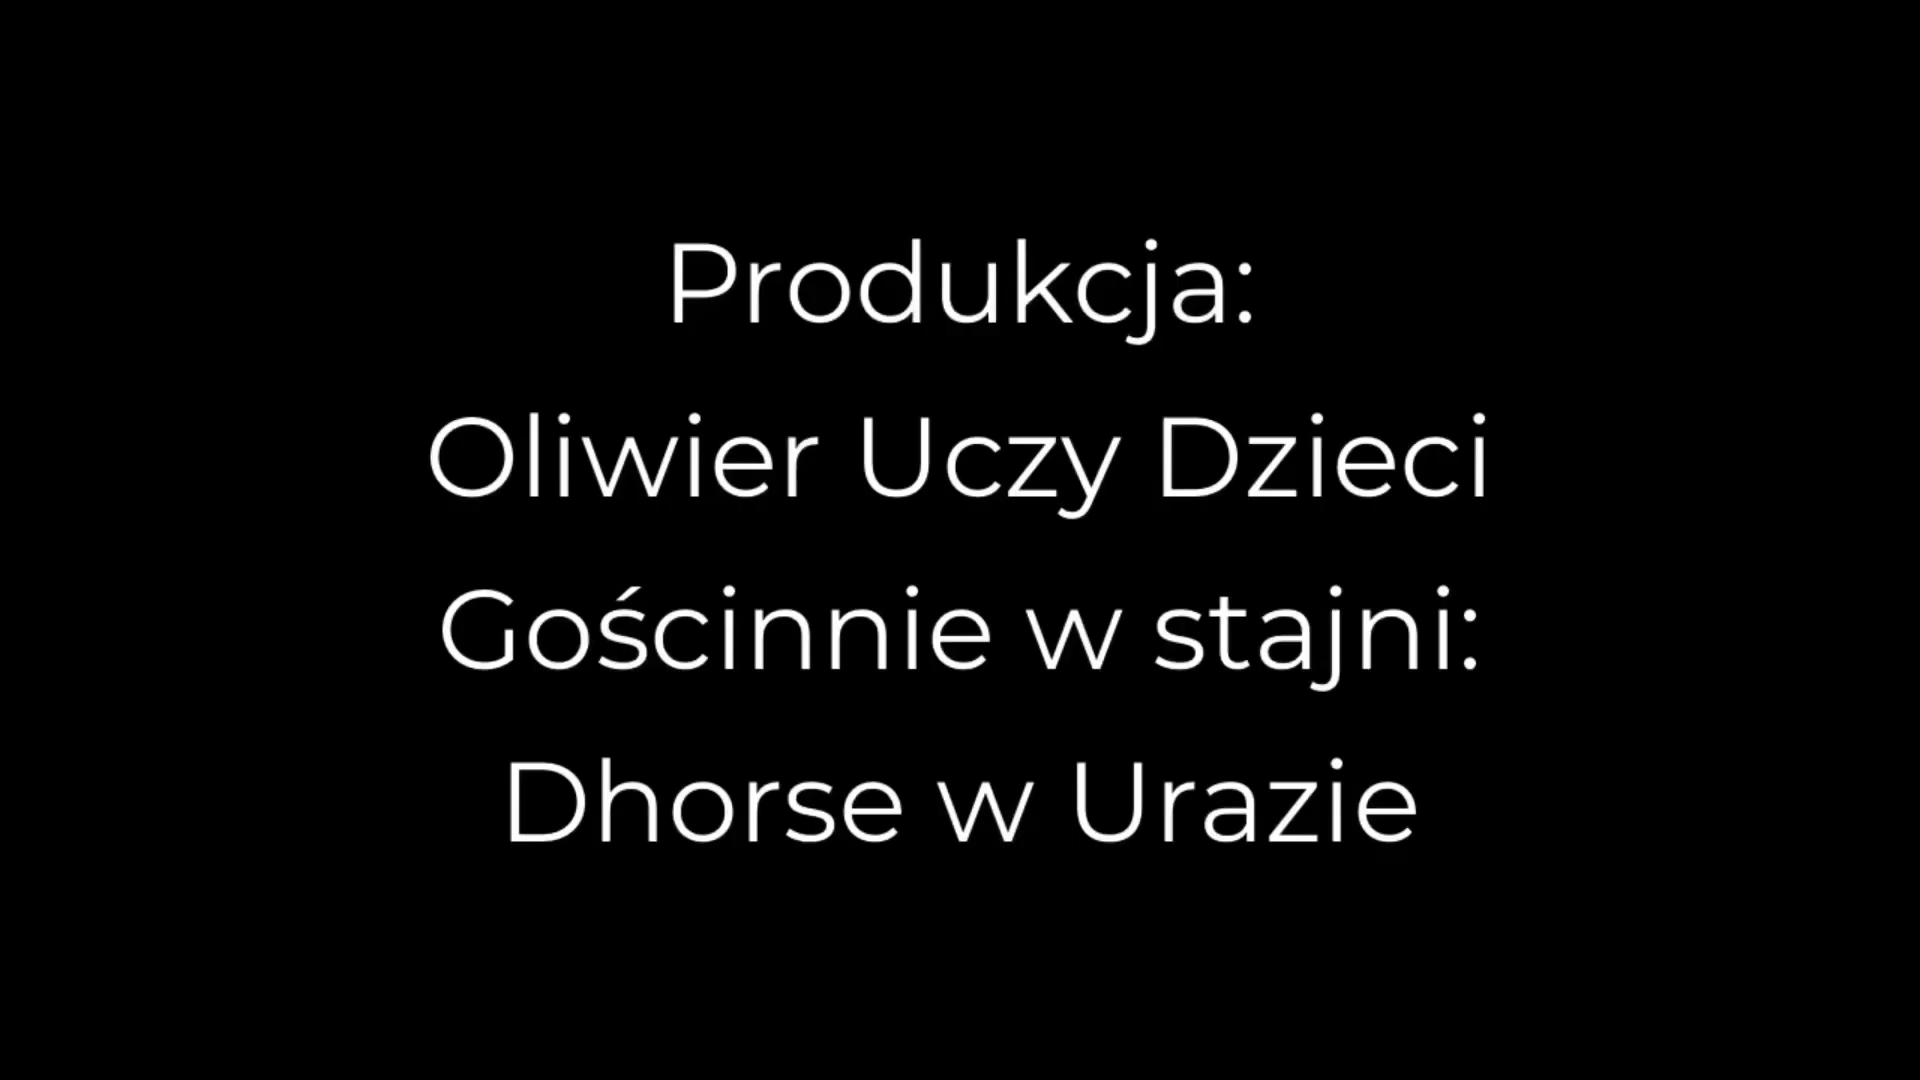 Produkcja:
Oliwier Uczy Dzieci
Gościnnie w stajni:
Dhorse w Urazie